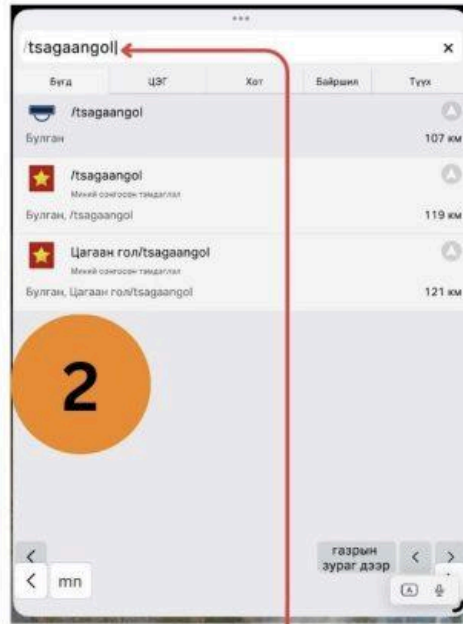 /tsagaangol
Бүгд ЦЭГ Хот Байршил Түүх
/tsagaangol
Булган 107 км
/tsagaangol
Миний сонгосон тэмдэглэл
Булган, /tsagaangol 119 км
Цагаан гол/tsagaangol
Миний сонгосон тэмдэглэл
Булган, Цагаан гол/tsagaangol 121 км
2
газрын
зураг дээр
mn